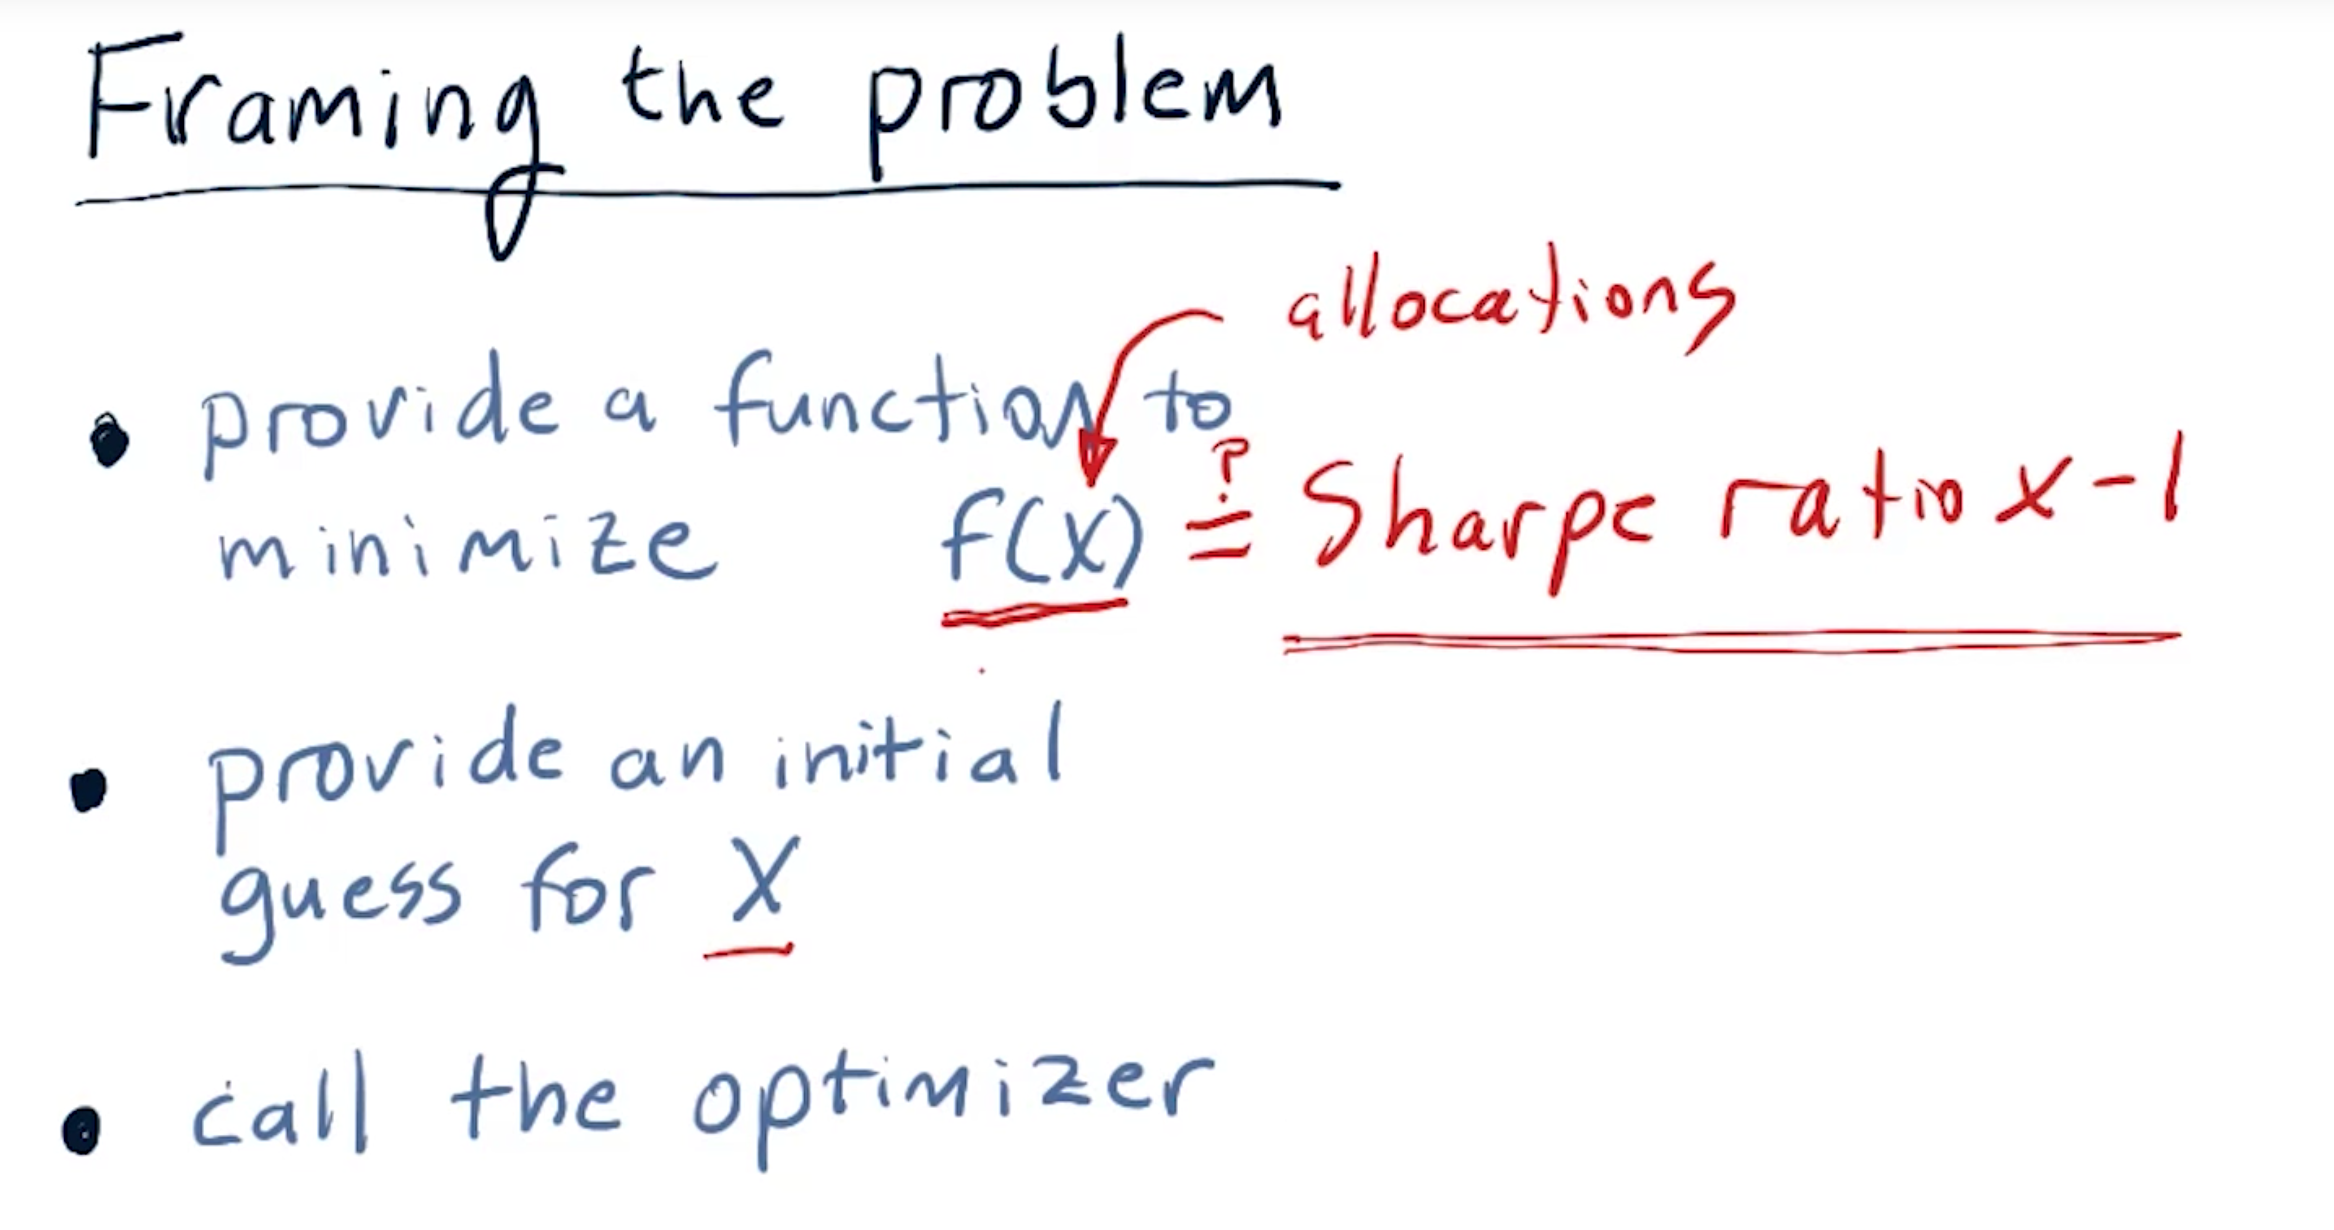 Framing the problem
allocations
• provide a function to
minimize f(x) ≟ Sharpe ratio x -1
• provide an initial
guess for X
• call the optimizer